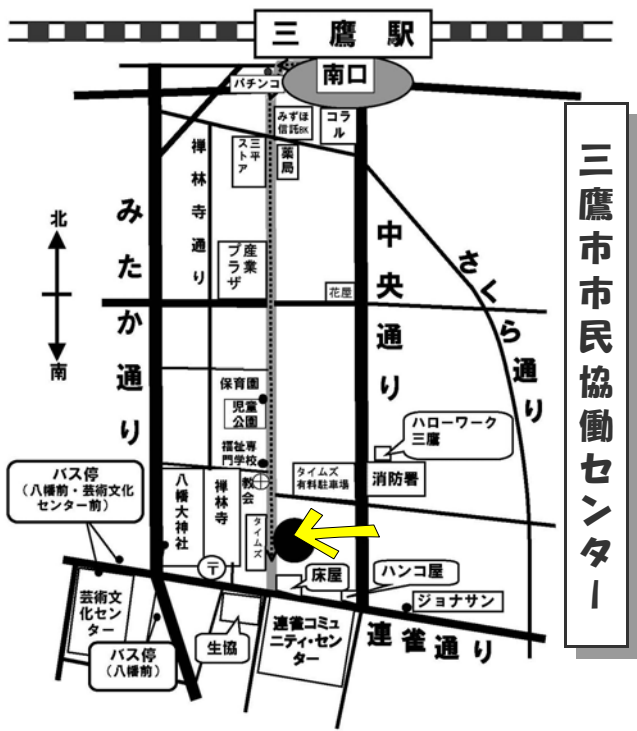 三鷹駅
南口
パチンコ
みずほ
信託BK
コラ
ル
三平
ストア
薬局
禅林寺通り
みたか通り
北
南
産業
プラザ
中央通り
さくら通り
花屋
三鷹市市民協働センター
保育園
児童
公園
福祉専
門学校
ハローワーク
三鷹
バス停
(八幡前・芸術文化
センター前)
八幡大神社
禅林寺
教会
タイムズ
有料駐車場
消防署
タイムズ
〒
床屋
ハンコ屋
芸術文
化セン
ター
バス停
(八幡前)
生協
連雀コミュ
ニティ・セン
ター
ジョナサン
連雀通り